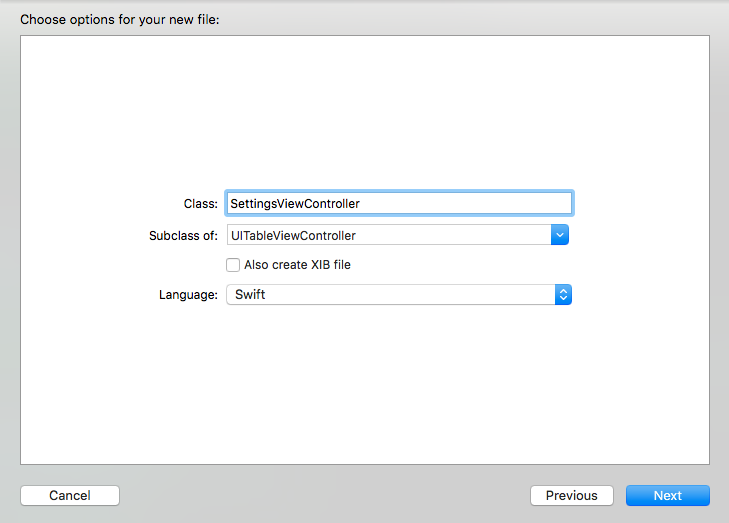 Choose options for your new file:
Class: SettingsViewController
Subclass of: UITableViewController
Also create XIB file
Language: Swift
Cancel Previous Next